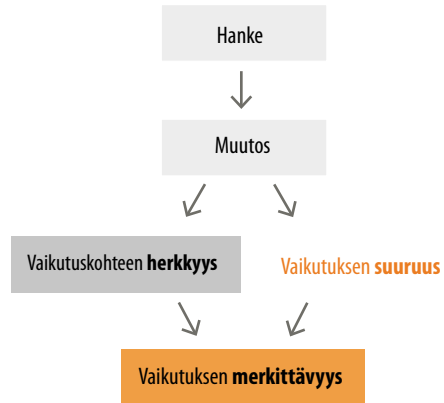 Hanke
Muutos
Vaikutuskohteen herkkyys
Vaikutuksen suuruus
Vaikutuksen merkittävyys